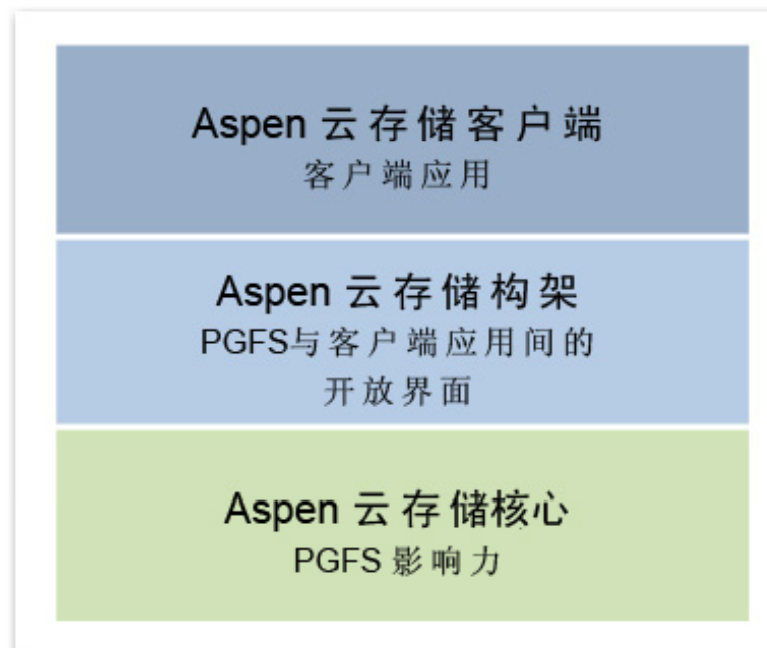 Aspen 云存储客户端
客户端应用
Aspen 云存储构架
PGFS与客户端应用间的
开放界面
Aspen 云存储核心
PGFS 影响力